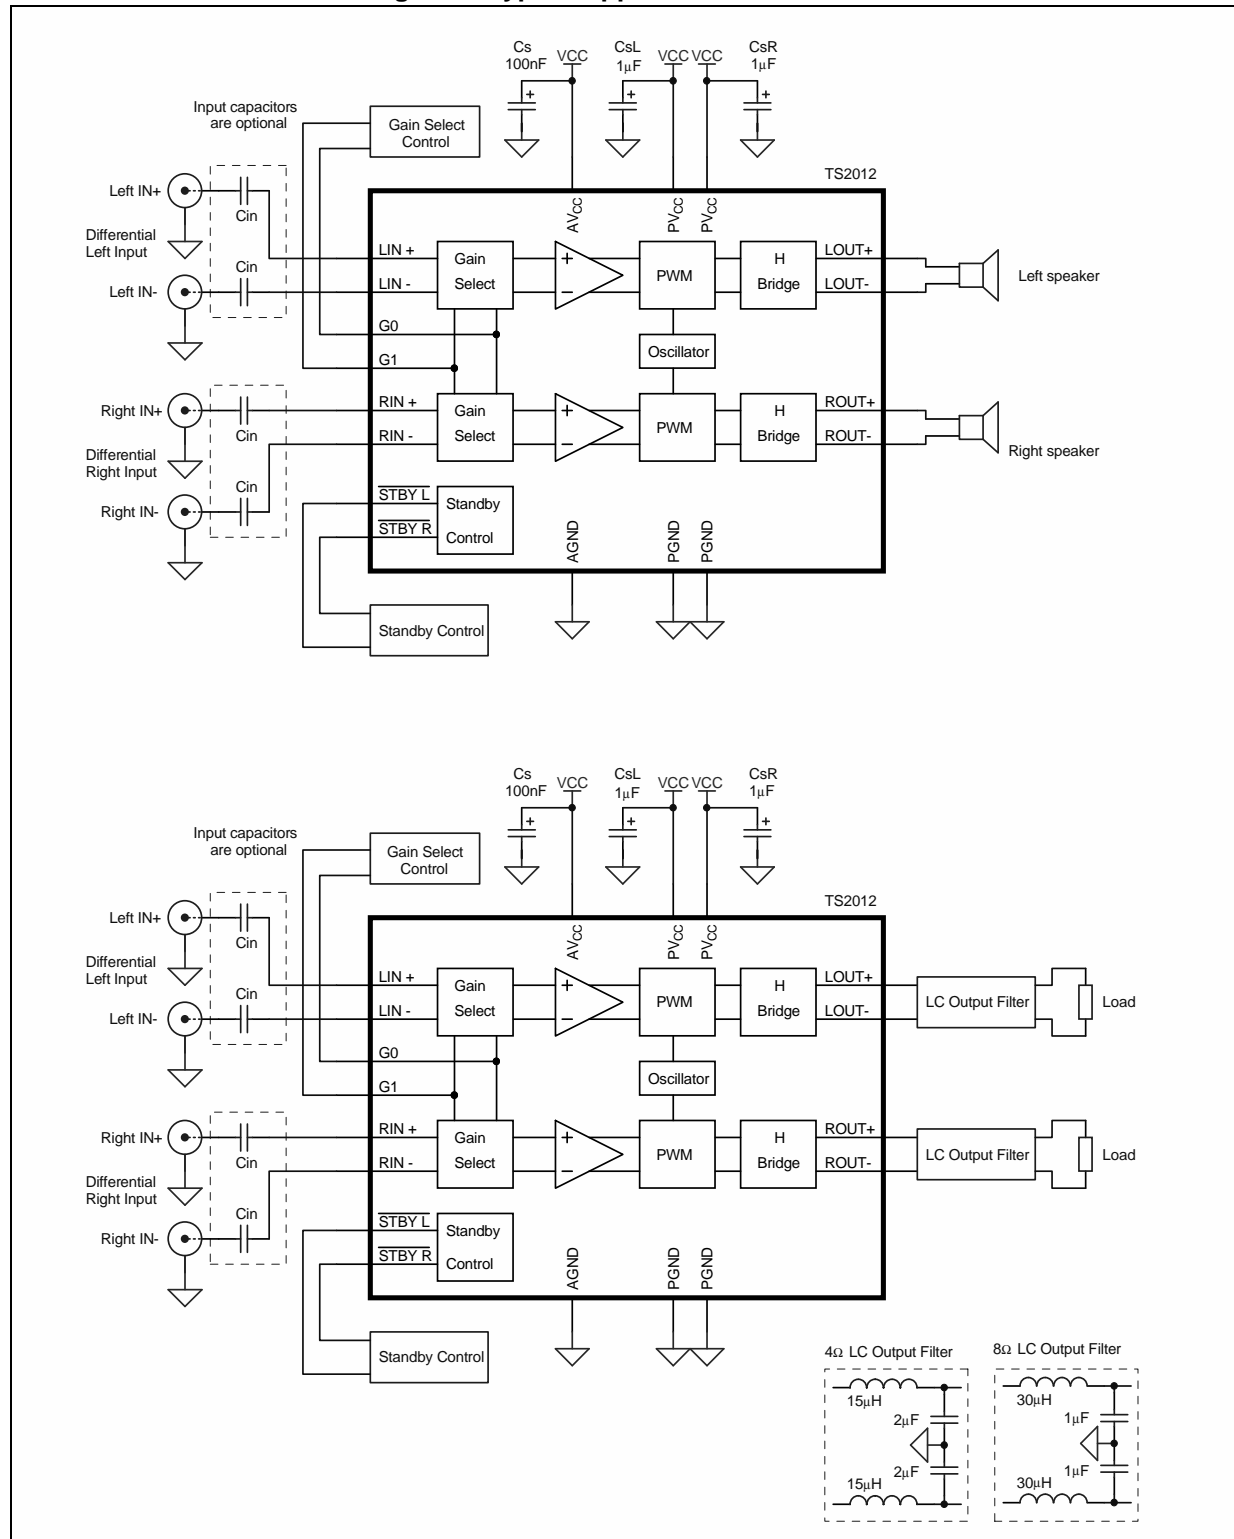 Cs
100nF
VCC
CsL
1μF
VCC
VCC
CsR
1μF
Input capacitors
are optional
Gain Select
Control
TS2012
Left IN+
Cin
Differential
Left Input
Cin
Left IN-
AVCC
PVCC
PVCC
LIN +
LIN -
Gain
Select
+
−
PWM
H
Bridge
LOUT+
LOUT-
Left speaker
G0
G1
Oscillator
Right IN+
Cin
Differential
Right Input
Cin
Right IN-
RIN +
RIN -
Gain
Select
+
−
PWM
H
Bridge
ROUT+
ROUT-
Right speaker
STBY L
STBY R
Standby
Control
AGND
PGND
PGND
Standby Control
Cs
100nF
VCC
CsL
1μF
VCC
VCC
CsR
1μF
Input capacitors
are optional
Gain Select
Control
TS2012
Left IN+
Cin
Differential
Left Input
Cin
Left IN-
AVCC
PVCC
PVCC
LIN +
LIN -
Gain
Select
+
−
PWM
H
Bridge
LOUT+
LOUT-
LC Output Filter
Load
G0
G1
Oscillator
Right IN+
Cin
Differential
Right Input
Cin
Right IN-
RIN +
RIN -
Gain
Select
+
−
PWM
H
Bridge
ROUT+
ROUT-
LC Output Filter
Load
STBY L
STBY R
Standby
Control
AGND
PGND
PGND
Standby Control
4Ω LC Output Filter
15μH
2μF
2μF
15μH
8Ω LC Output Filter
30μH
1μF
1μF
30μH